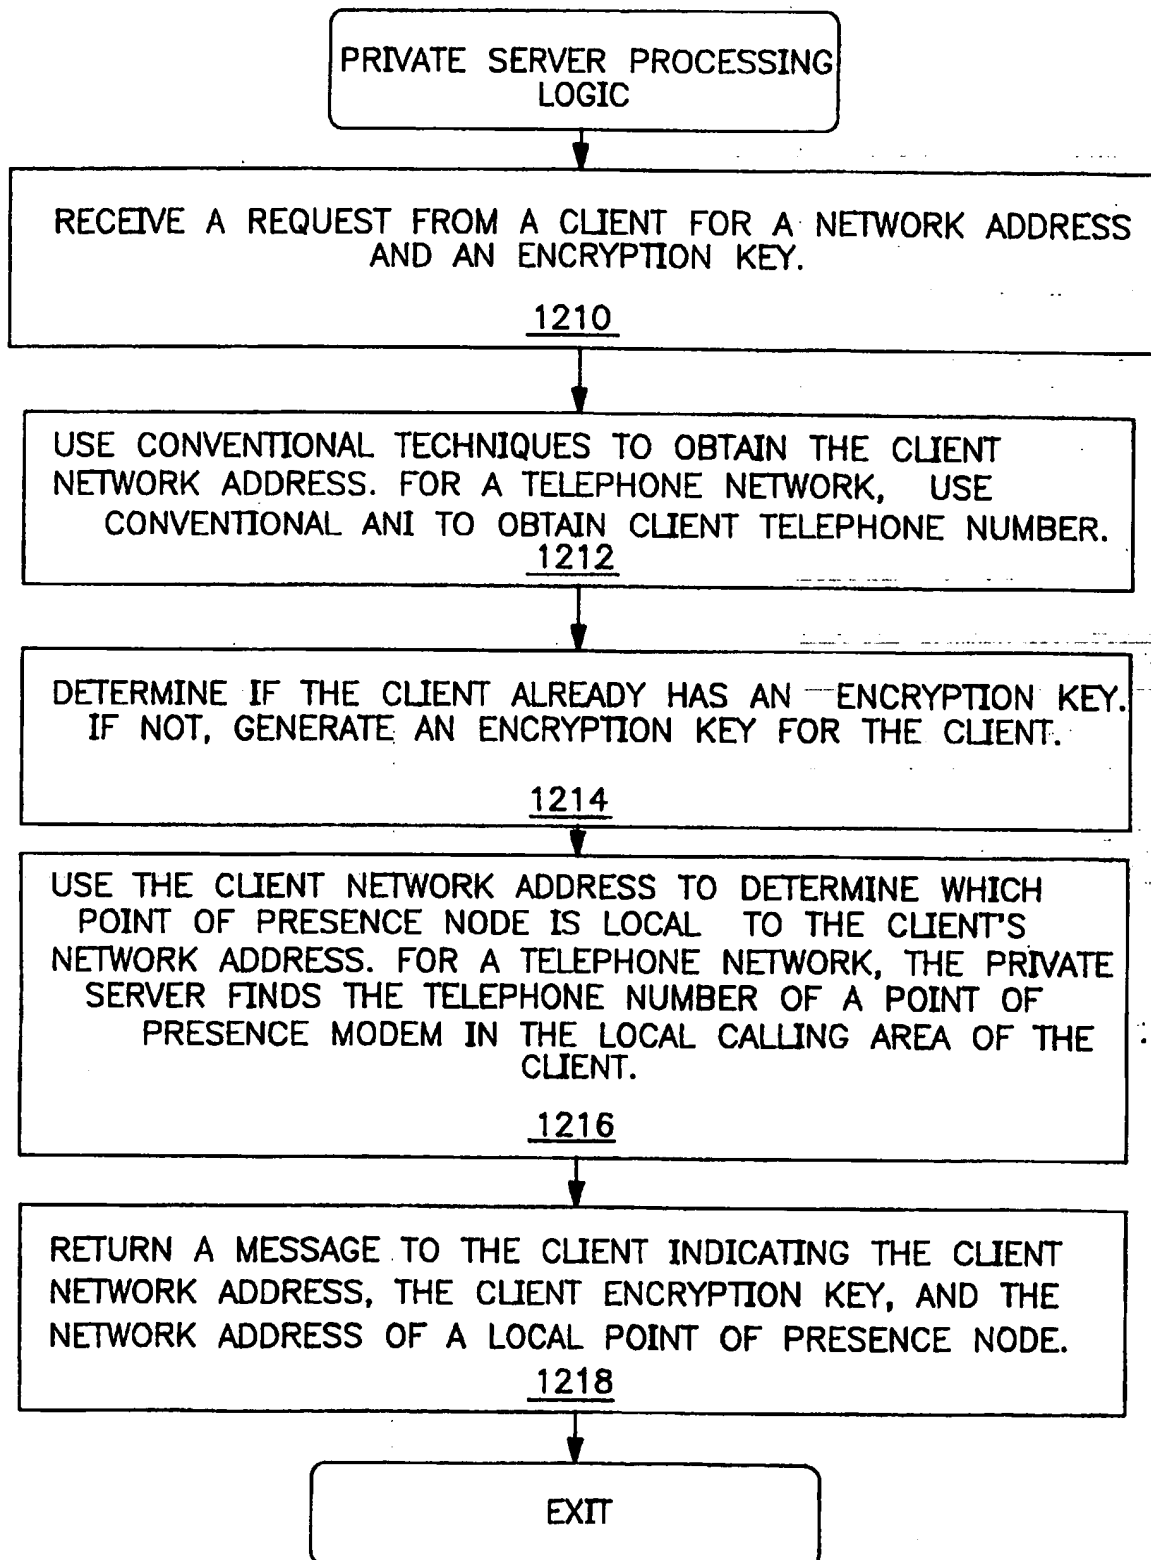 PRIVATE SERVER PROCESSING
LOGIC
RECEIVE A REQUEST FROM A CLIENT FOR A NETWORK ADDRESS
AND AN ENCRYPTION KEY.
1210
USE CONVENTIONAL TECHNIQUES TO OBTAIN THE CLIENT
NETWORK ADDRESS. FOR A TELEPHONE NETWORK, USE
CONVENTIONAL ANI TO OBTAIN CLIENT TELEPHONE NUMBER.
1212
DETERMINE IF THE CLIENT ALREADY HAS AN ENCRYPTION KEY.
IF NOT, GENERATE AN ENCRYPTION KEY FOR THE CLIENT.
1214
USE THE CLIENT NETWORK ADDRESS TO DETERMINE WHICH
POINT OF PRESENCE NODE IS LOCAL TO THE CLIENT'S
NETWORK ADDRESS. FOR A TELEPHONE NETWORK, THE PRIVATE
SERVER FINDS THE TELEPHONE NUMBER OF A POINT OF
PRESENCE MODEM IN THE LOCAL CALLING AREA OF THE
CLIENT.
1216
RETURN A MESSAGE TO THE CLIENT INDICATING THE CLIENT
NETWORK ADDRESS, THE CLIENT ENCRYPTION KEY, AND THE
NETWORK ADDRESS OF A LOCAL POINT OF PRESENCE NODE.
1218
EXIT